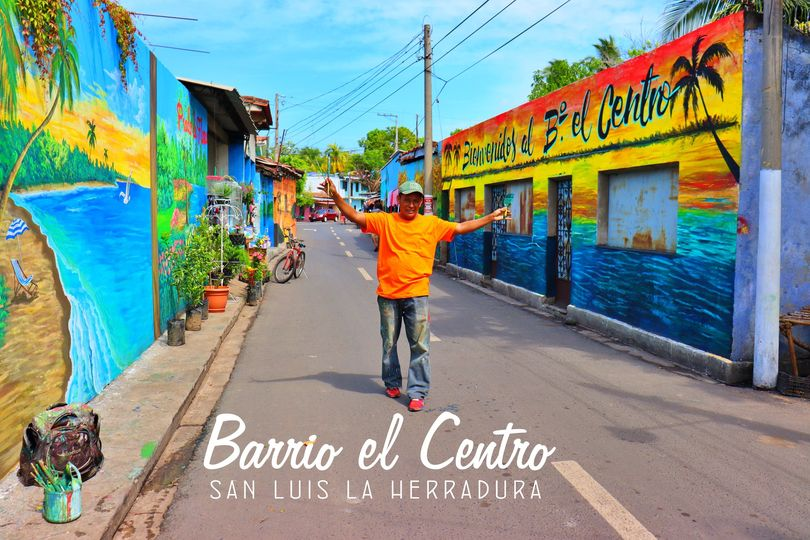 Bienvenidos al Bº. el Centro
Barrio el Centro
SAN LUIS LA HERRADURA